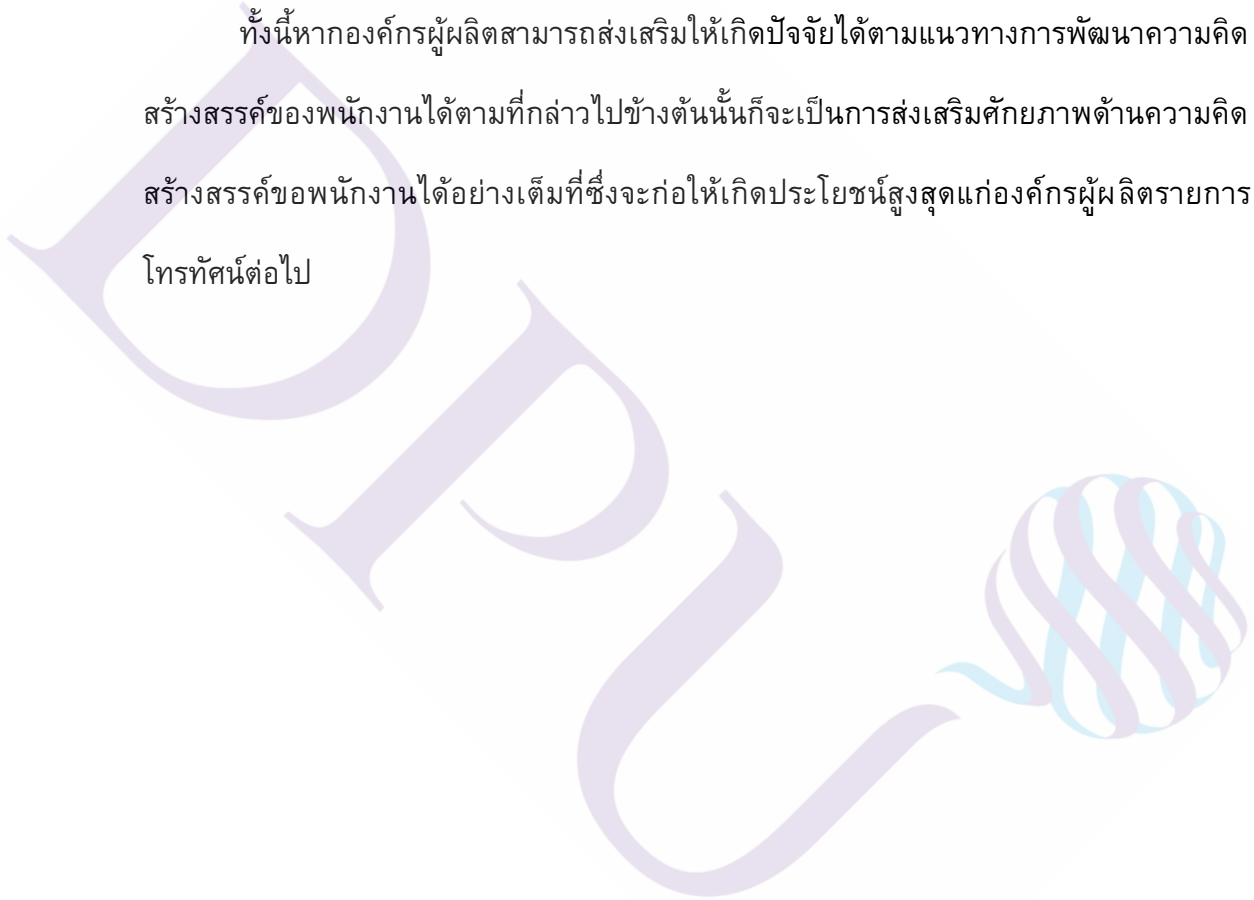 ทั้งนี้หากองค์กรผู้ผลิตสามารถส่งเสริมให้เกิดปัจจัยได้ตามแนวทางการพัฒนาความคิด
สร้างสรรค์ของพนักงานได้ตามที่กล่าวไปข้างต้นนั้นก็จะเป็นการส่งเสริมศักยภาพด้านความคิด
สร้างสรรค์ขอพนักงานได้อย่างเต็มที่ซึ่งจะก่อให้เกิดประโยชน์สูงสุดแก่องค์กรผู้ผลิตรายการ
โทรทัศน์ต่อไป
DPU